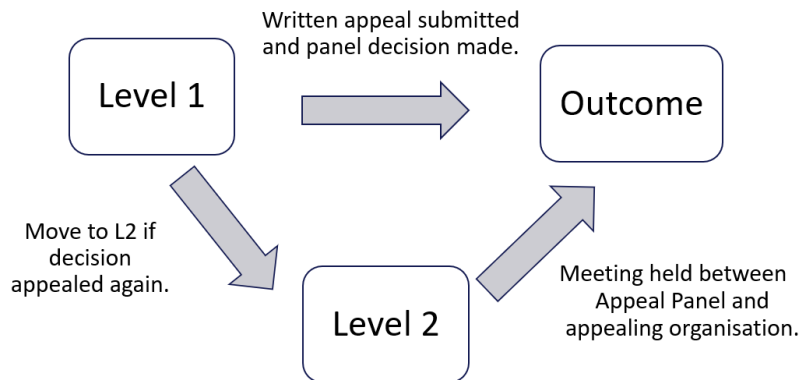 Written appeal submitted
and panel decision made.
Level 1
Outcome
Move to L2 if
decision
appealed again.
Level 2
Meeting held between
Appeal Panel and
appealing organisation.